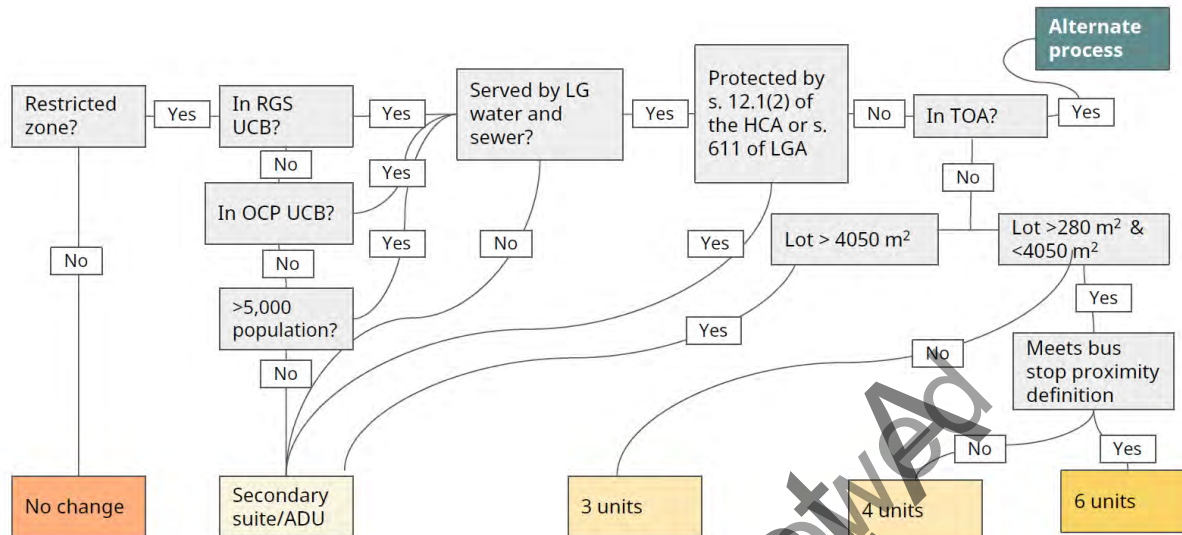 Alternate
process
Restricted
zone?
Yes
In RGS
UCB?
Yes
Served by LG
water and
sewer?
Yes
Protected by
s. 12.1(2) of
the HCA or s.
611 of LGA
No
In TOA?
Yes
No
Yes
In OCP UCB?
No
Yes
No
No
Yes
Lot > 4050 m²
Lot >280 m² &
<4050 m²
No
>5,000
population?
Yes
Yes
No
No
Meets bus
stop proximity
definition
No
Yes
No change
Secondary
suite/ADU
3 units
4 units
6 units